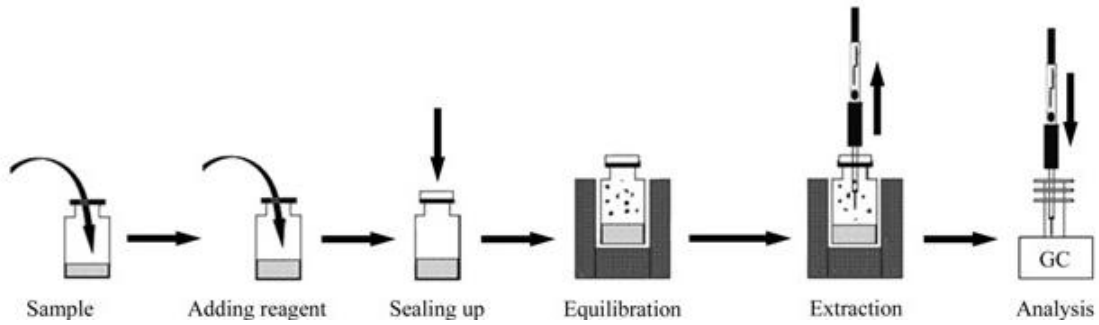 GC
Sample
Adding reagent
Sealing up
Equilibration
Extraction
Analysis